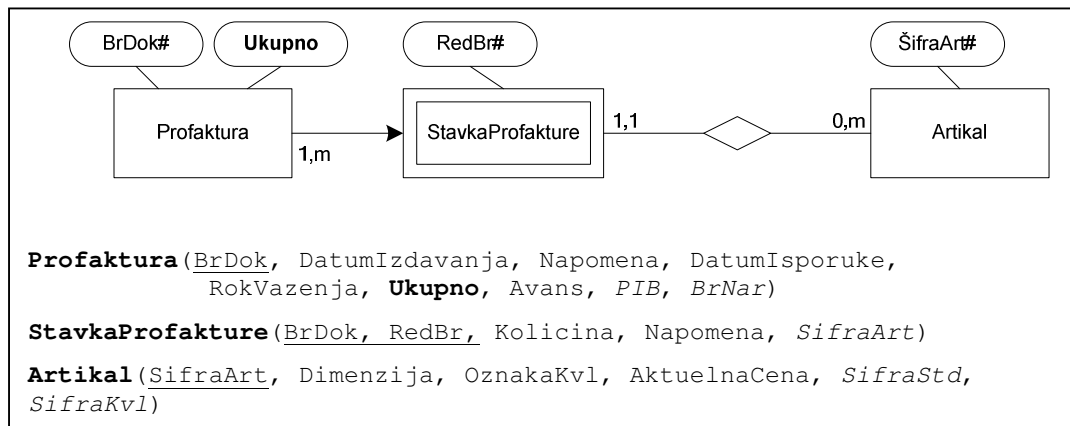 BrDok# Ukupno RedBr# ŠifraArt#
Profaktura StavkaProfakture 1,1 0,m Artikal
1,m
Profaktura(BrDok, DatumIzdavanja, Napomena, DatumIsporuke,
RokVazenja, Ukupno, Avans, PIB, BrNar)
StavkaProfakture(BrDok, RedBr, Kolicina, Napomena, SifraArt)
Artikal(SifraArt, Dimenzija, OznakaKvl, AktuelnaCena, SifraStd,
SifraKvl)